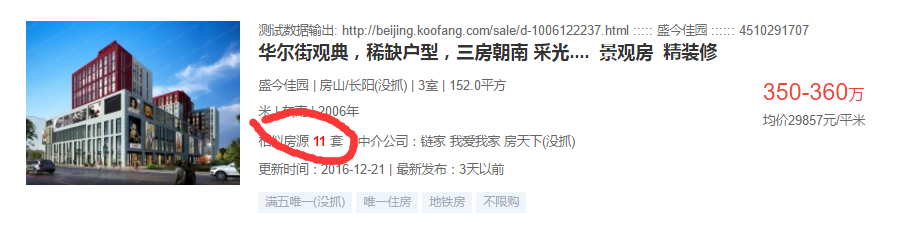 测试数据输出: http://beijing.koofang.com/sale/d-1006122237.html ::::: 盛今佳园 :::::: 4510291707
华尔街观典，稀缺户型，三房朝南 采光.... 景观房 精装修
盛今佳园 | 房山/长阳(没抓) | 3室 | 152.0平方
米 | 东南 | 2006年
350-360万
均价29857元/平米
相似房源 11 套 | 中介公司：链家 我爱我家 房天下(没抓)
更新时间：2016-12-21 | 最新发布：3天以前
满五唯一(没抓) 唯一住房 地铁房 不限购